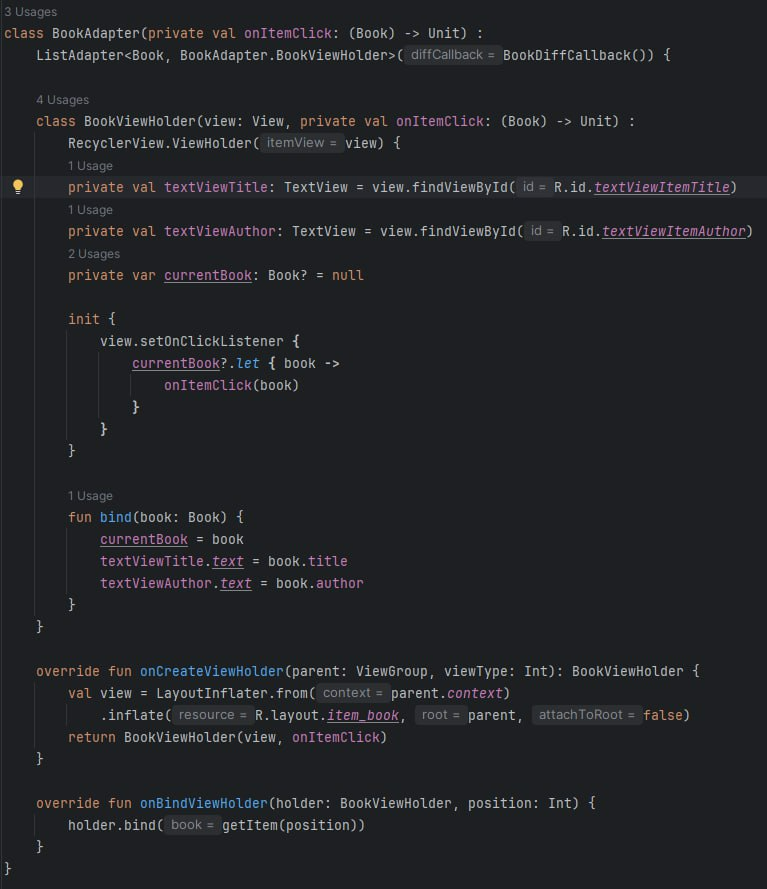 3 Usages
class BookAdapter(private val onItemClick: (Book) -> Unit) :
    ListAdapter<Book, BookAdapter.BookViewHolder>( diffCallback = BookDiffCallback()) {

    4 Usages
    class BookViewHolder(view: View, private val onItemClick: (Book) -> Unit) :
        RecyclerView.ViewHolder( itemView = view) {
        1 Usage
        private val textViewTitle: TextView = view.findViewById( id = R.id.textViewItemTitle)
        1 Usage
        private val textViewAuthor: TextView = view.findViewById( id = R.id.textViewItemAuthor)
        2 Usages
        private var currentBook: Book? = null

        init {
            view.setOnClickListener {
                currentBook?.let { book ->
                    onItemClick(book)
                }
            }
        }

        1 Usage
        fun bind(book: Book) {
            currentBook = book
            textViewTitle.text = book.title
            textViewAuthor.text = book.author
        }
    }

    override fun onCreateViewHolder(parent: ViewGroup, viewType: Int): BookViewHolder {
        val view = LayoutInflater.from( context = parent.context)
            .inflate( resource = R.layout.item_book, root = parent, attachToRoot = false)
        return BookViewHolder(view, onItemClick)
    }

    override fun onBindViewHolder(holder: BookViewHolder, position: Int) {
        holder.bind( book = getItem(position))
    }
}